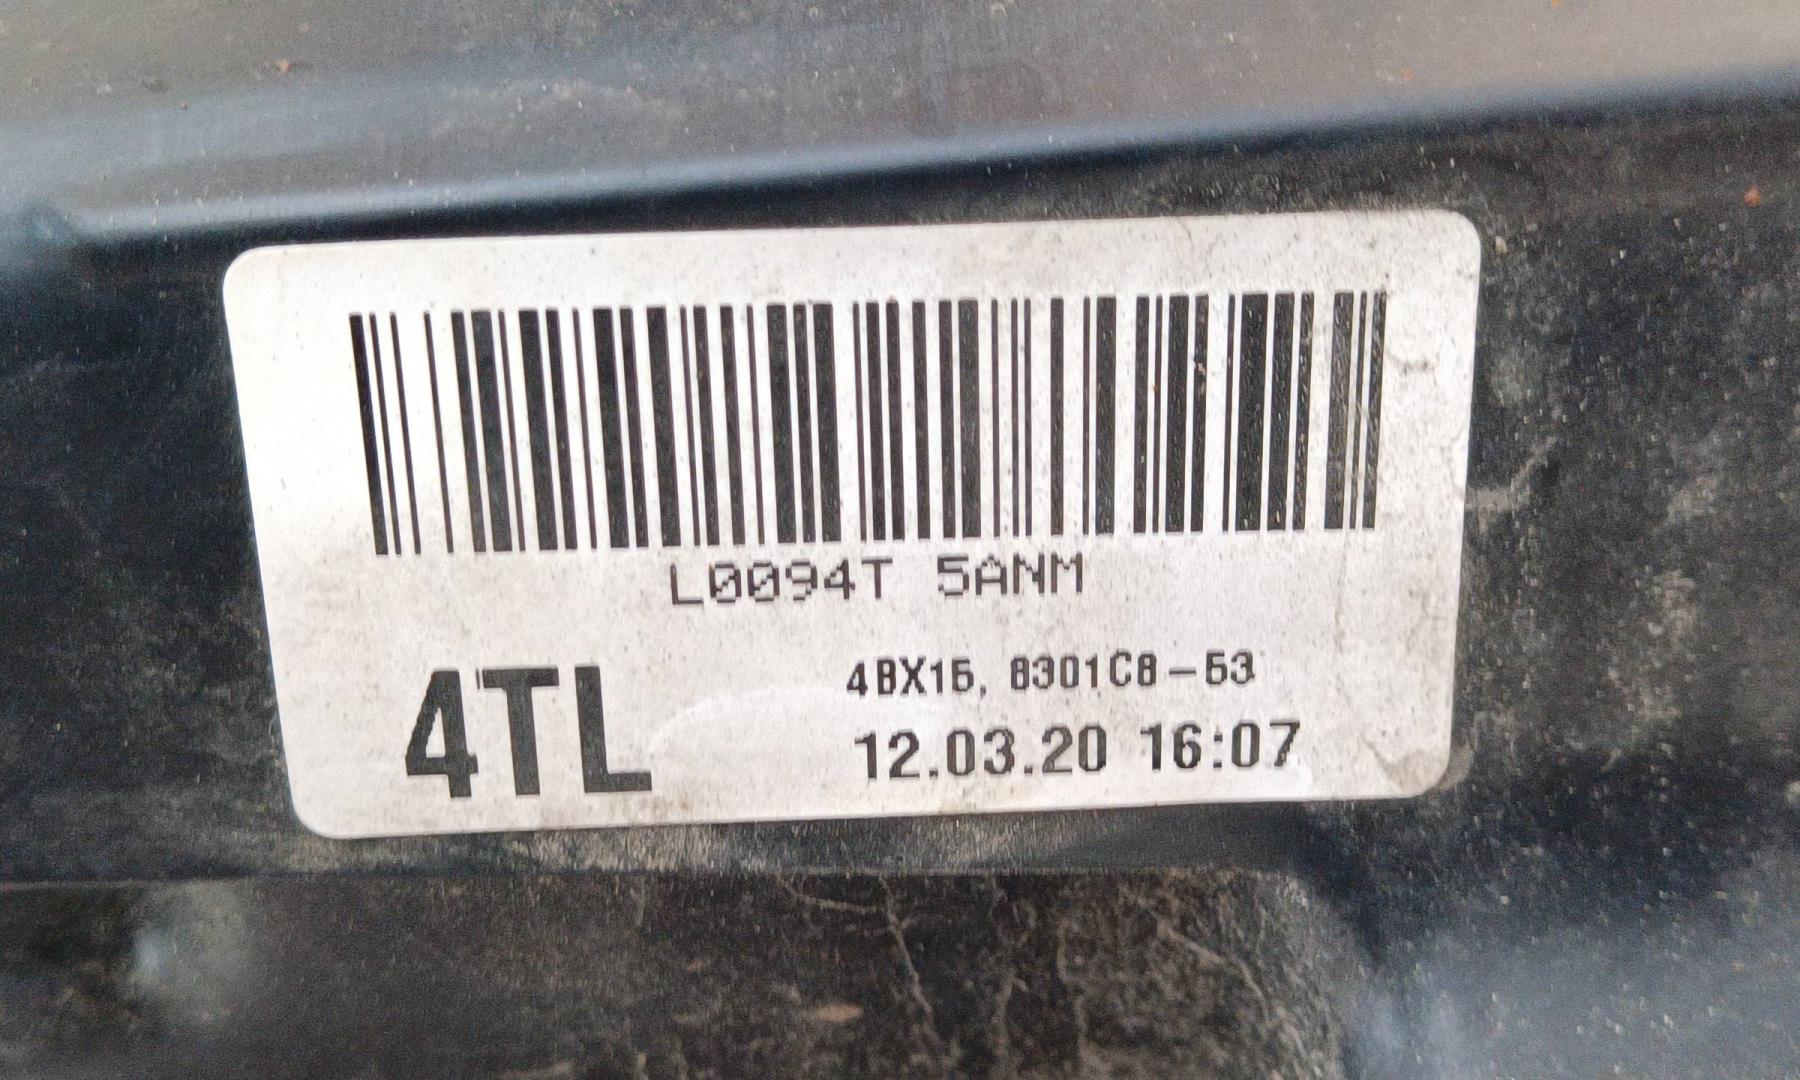 L0094T 5ANM
4TL
4BX15, 8301C8-53
12.03.20 16:07